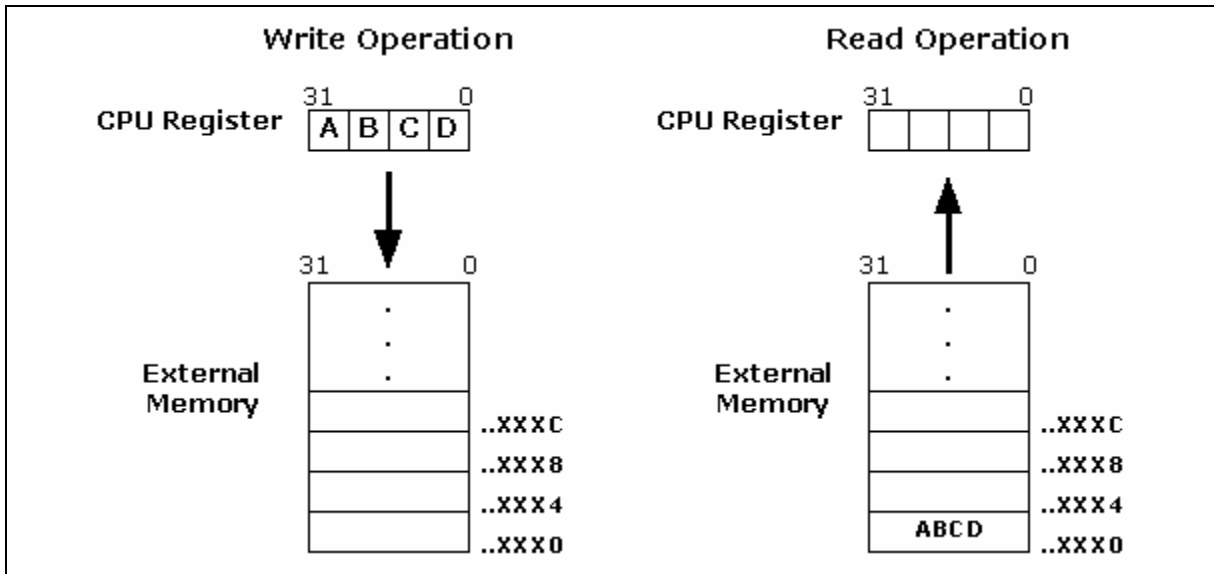 Write Operation
31 0
CPU Register A B C D
31 0
.
.
.
External
Memory
..XXXC
..XXX8
..XXX4
..XXX0
Read Operation
31 0
CPU Register
31 0
.
.
.
External
Memory
..XXXC
..XXX8
..XXX4
ABCD
..XXX0